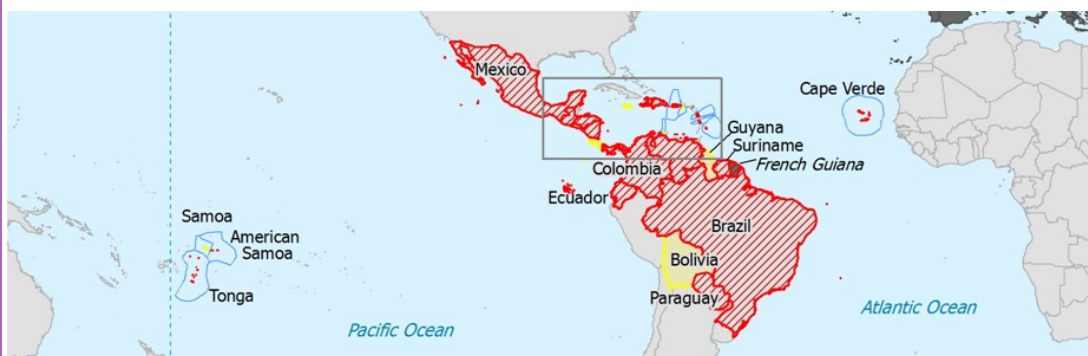 Mexico
Cape Verde
Guyana
Suriname
French Guiana
Colombia
Ecuador
Brazil
Samoa
American
Samoa
Bolivia
Tonga
Paraguay
Atlantic Ocean
Pacific Ocean